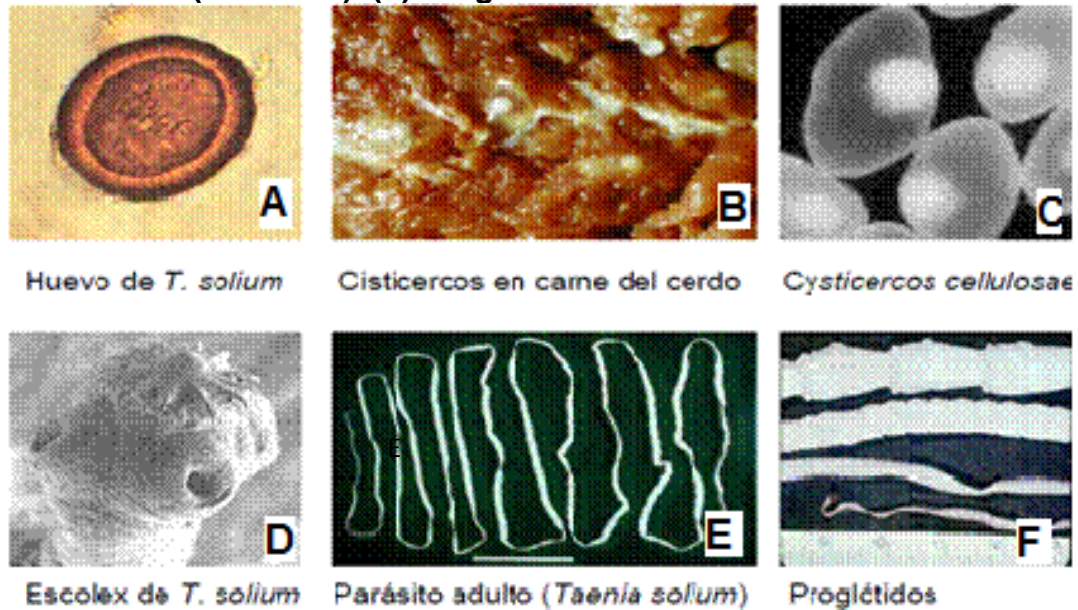 A
B
C
Huevo de T. solium
Cisticercos en carne del cerdo
Cysticercos cellulosae
D
E
E
F
Escolex de T. solium
Parásito adulto (Taenia solium)
Proglótidos